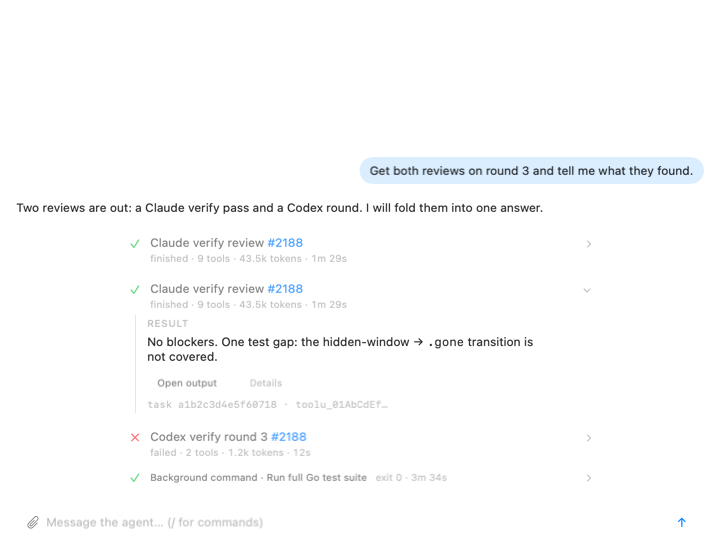 Get both reviews on round 3 and tell me what they found.
Two reviews are out: a Claude verify pass and a Codex round. I will fold them into one answer.
Claude verify review #2188
finished · 9 tools · 43.5k tokens · 1m 29s
Claude verify review #2188
finished · 9 tools · 43.5k tokens · 1m 29s
RESULT
No blockers. One test gap: the hidden-window → .gone transition is
not covered.
Open output Details
task a1b2c3d4e5f60718 · toolu_01AbCdEf…
Codex verify round 3 #2188
failed · 2 tools · 1.2k tokens · 12s
Background command · Run full Go test suite exit 0 · 3m 34s
Message the agent... (/ for commands)